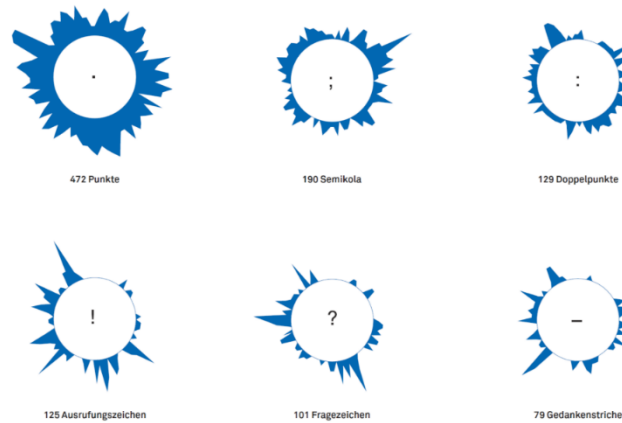 .
;
:
472 Punkte
190 Semikola
129 Doppelpunkte
!
?
–
125 Ausrufungszeichen
101 Fragezeichen
79 Gedankenstriche